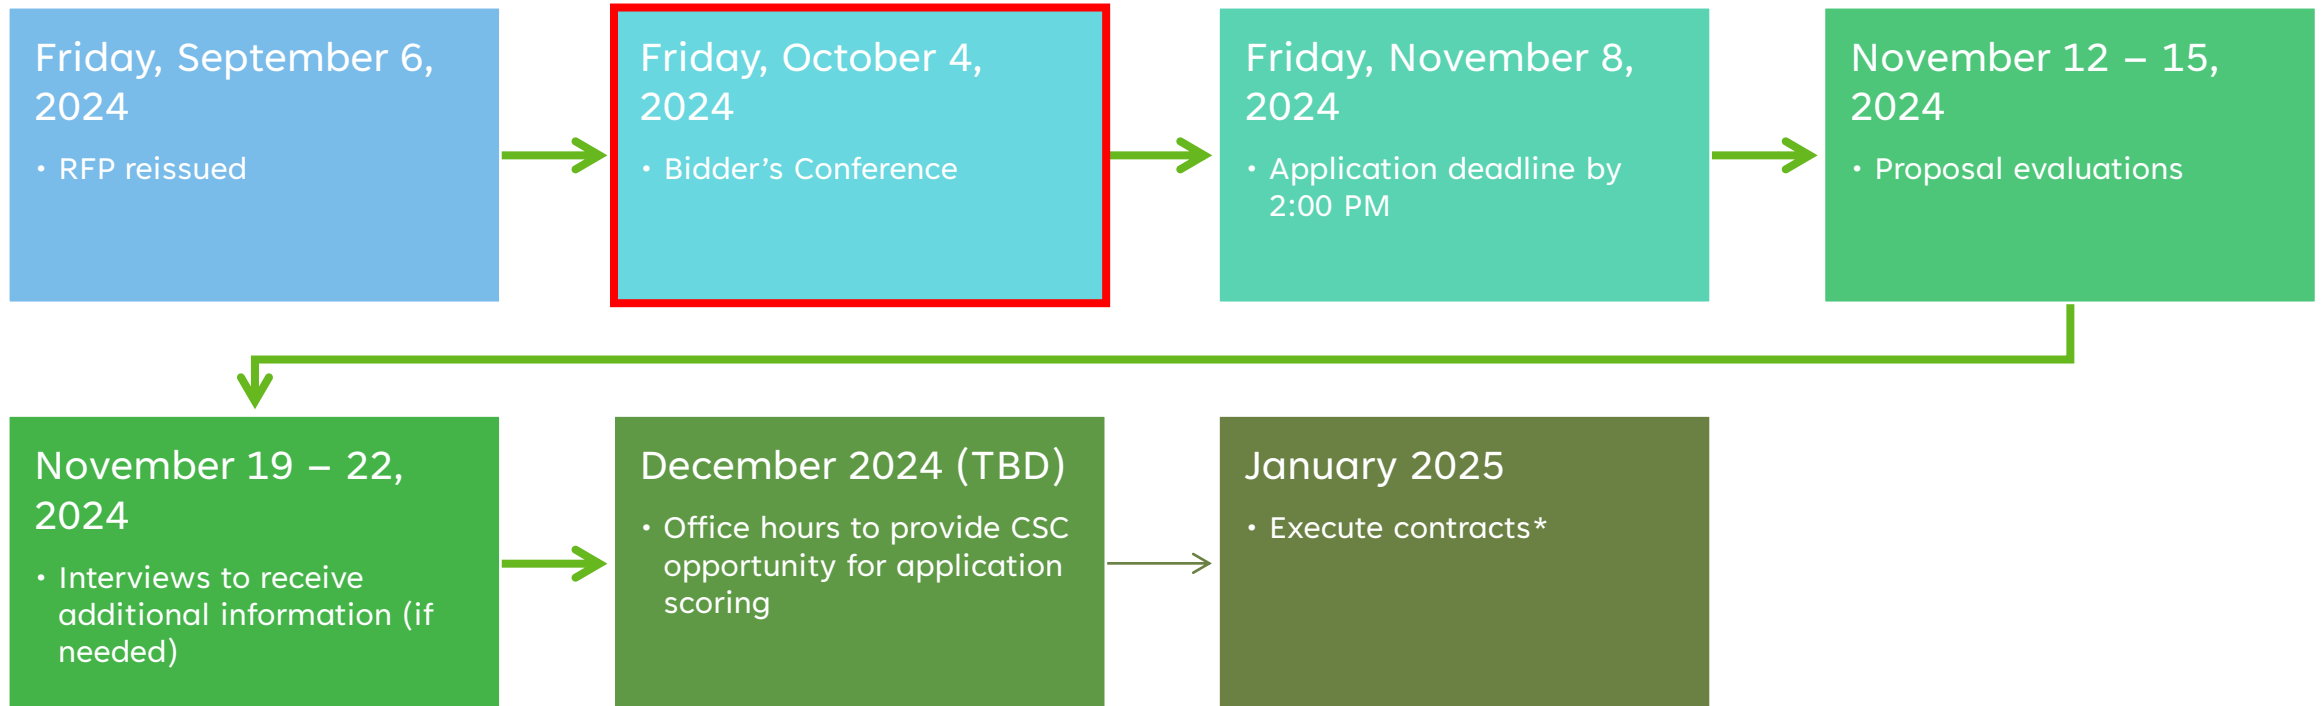 Friday, September 6,
2024
• RFP reissued
Friday, October 4,
2024
• Bidder’s Conference
Friday, November 8,
2024
• Application deadline by
2:00 PM
November 12 – 15,
2024
• Proposal evaluations
November 19 – 22,
2024
• Interviews to receive
additional information (if
needed)
December 2024 (TBD)
• Office hours to provide CSC
opportunity for application
scoring
January 2025
• Execute contracts*